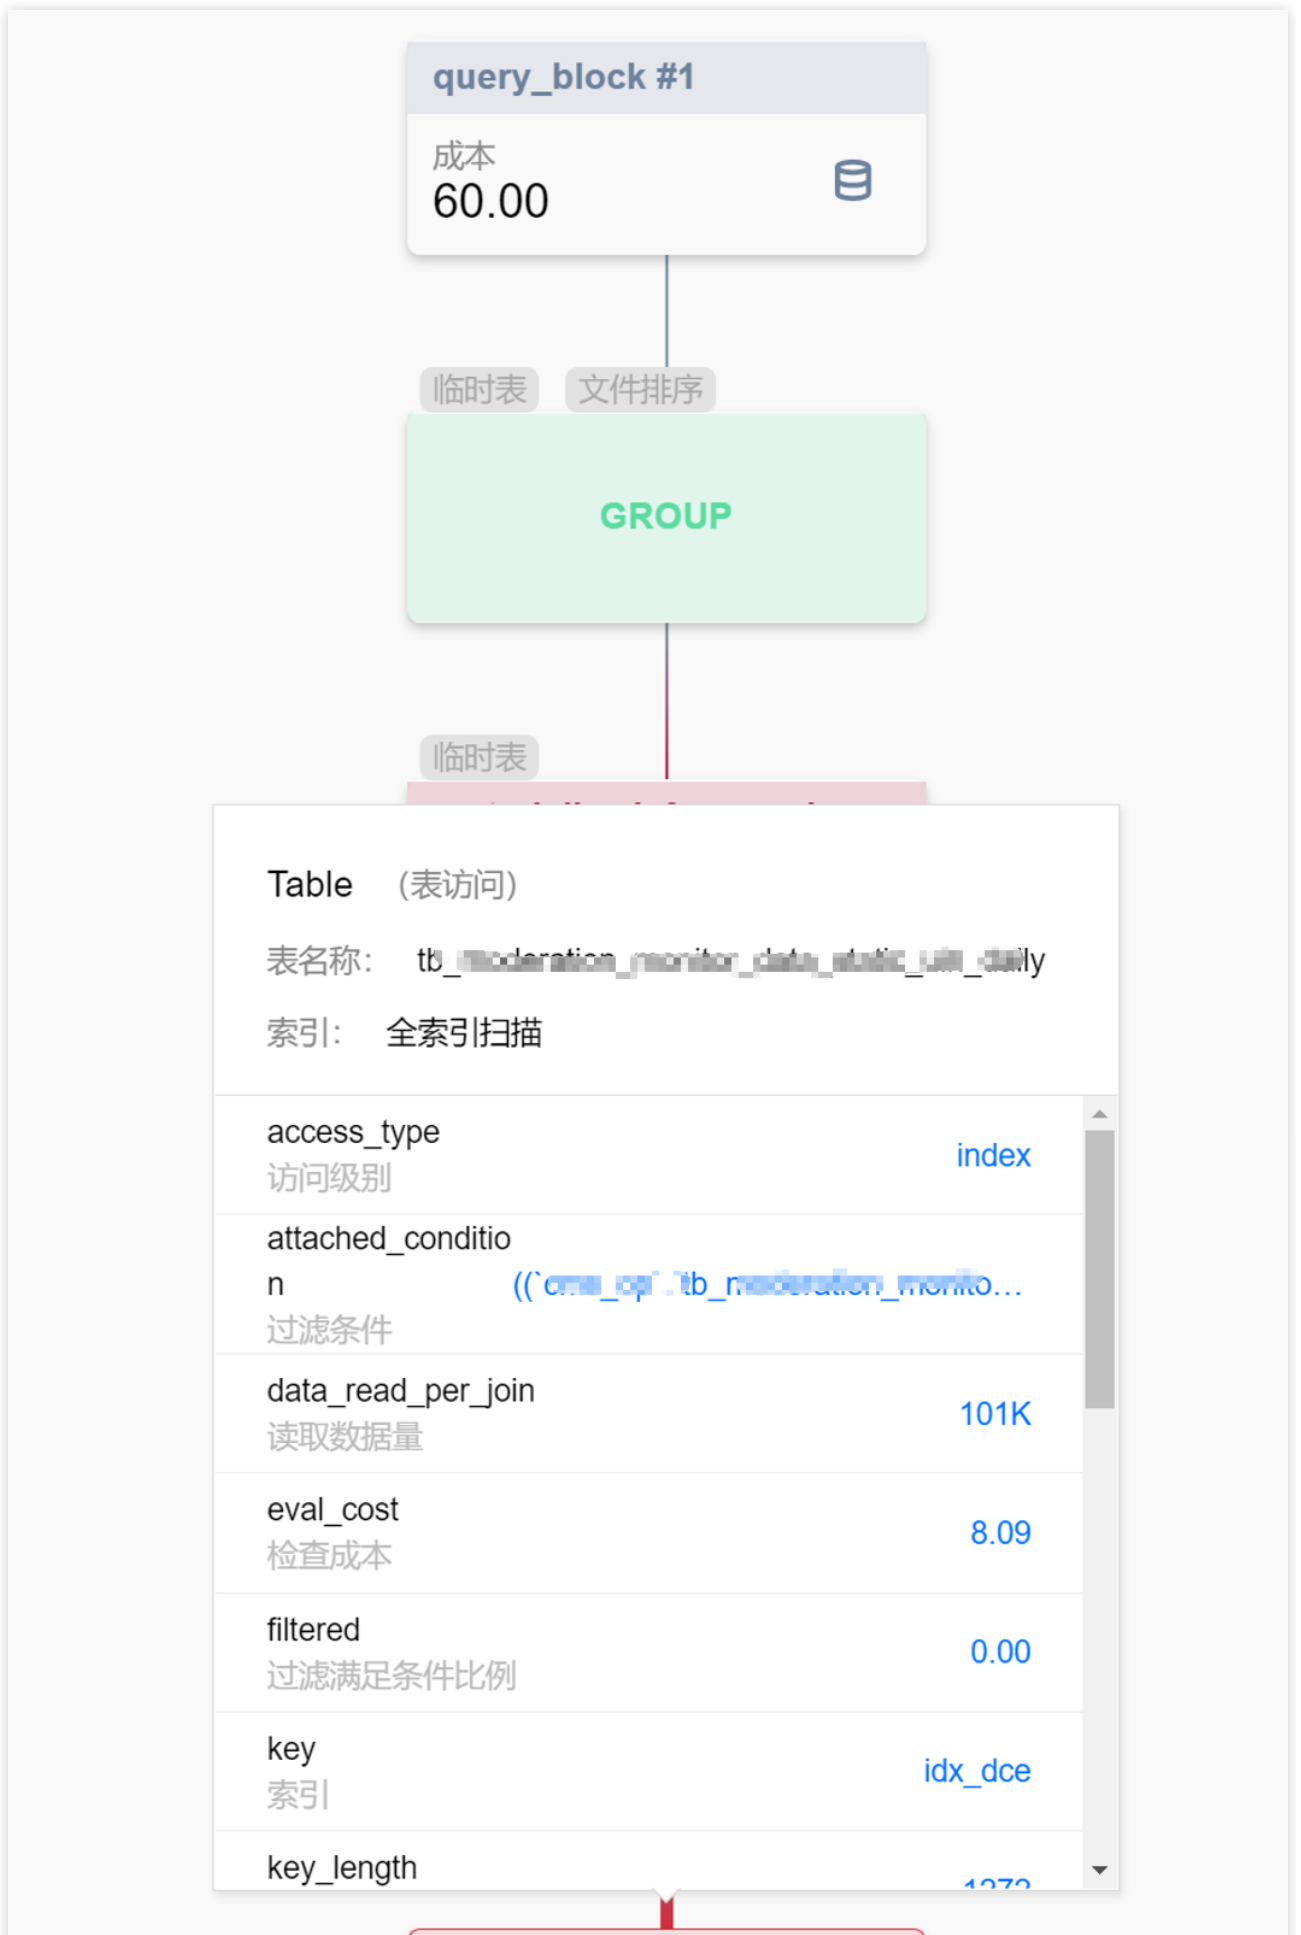 query_block #1
成本
60.00
临时表 文件排序
GROUP
临时表
Table （表访问）
表名称：
索引： 全索引扫描
access_type
index
访问级别
attached_conditio
n
过滤条件
data_read_per_join
101K
读取数据量
eval_cost
8.09
检查成本
filtered
0.00
过滤满足条件比例
key
idx_dce
索引
key_length